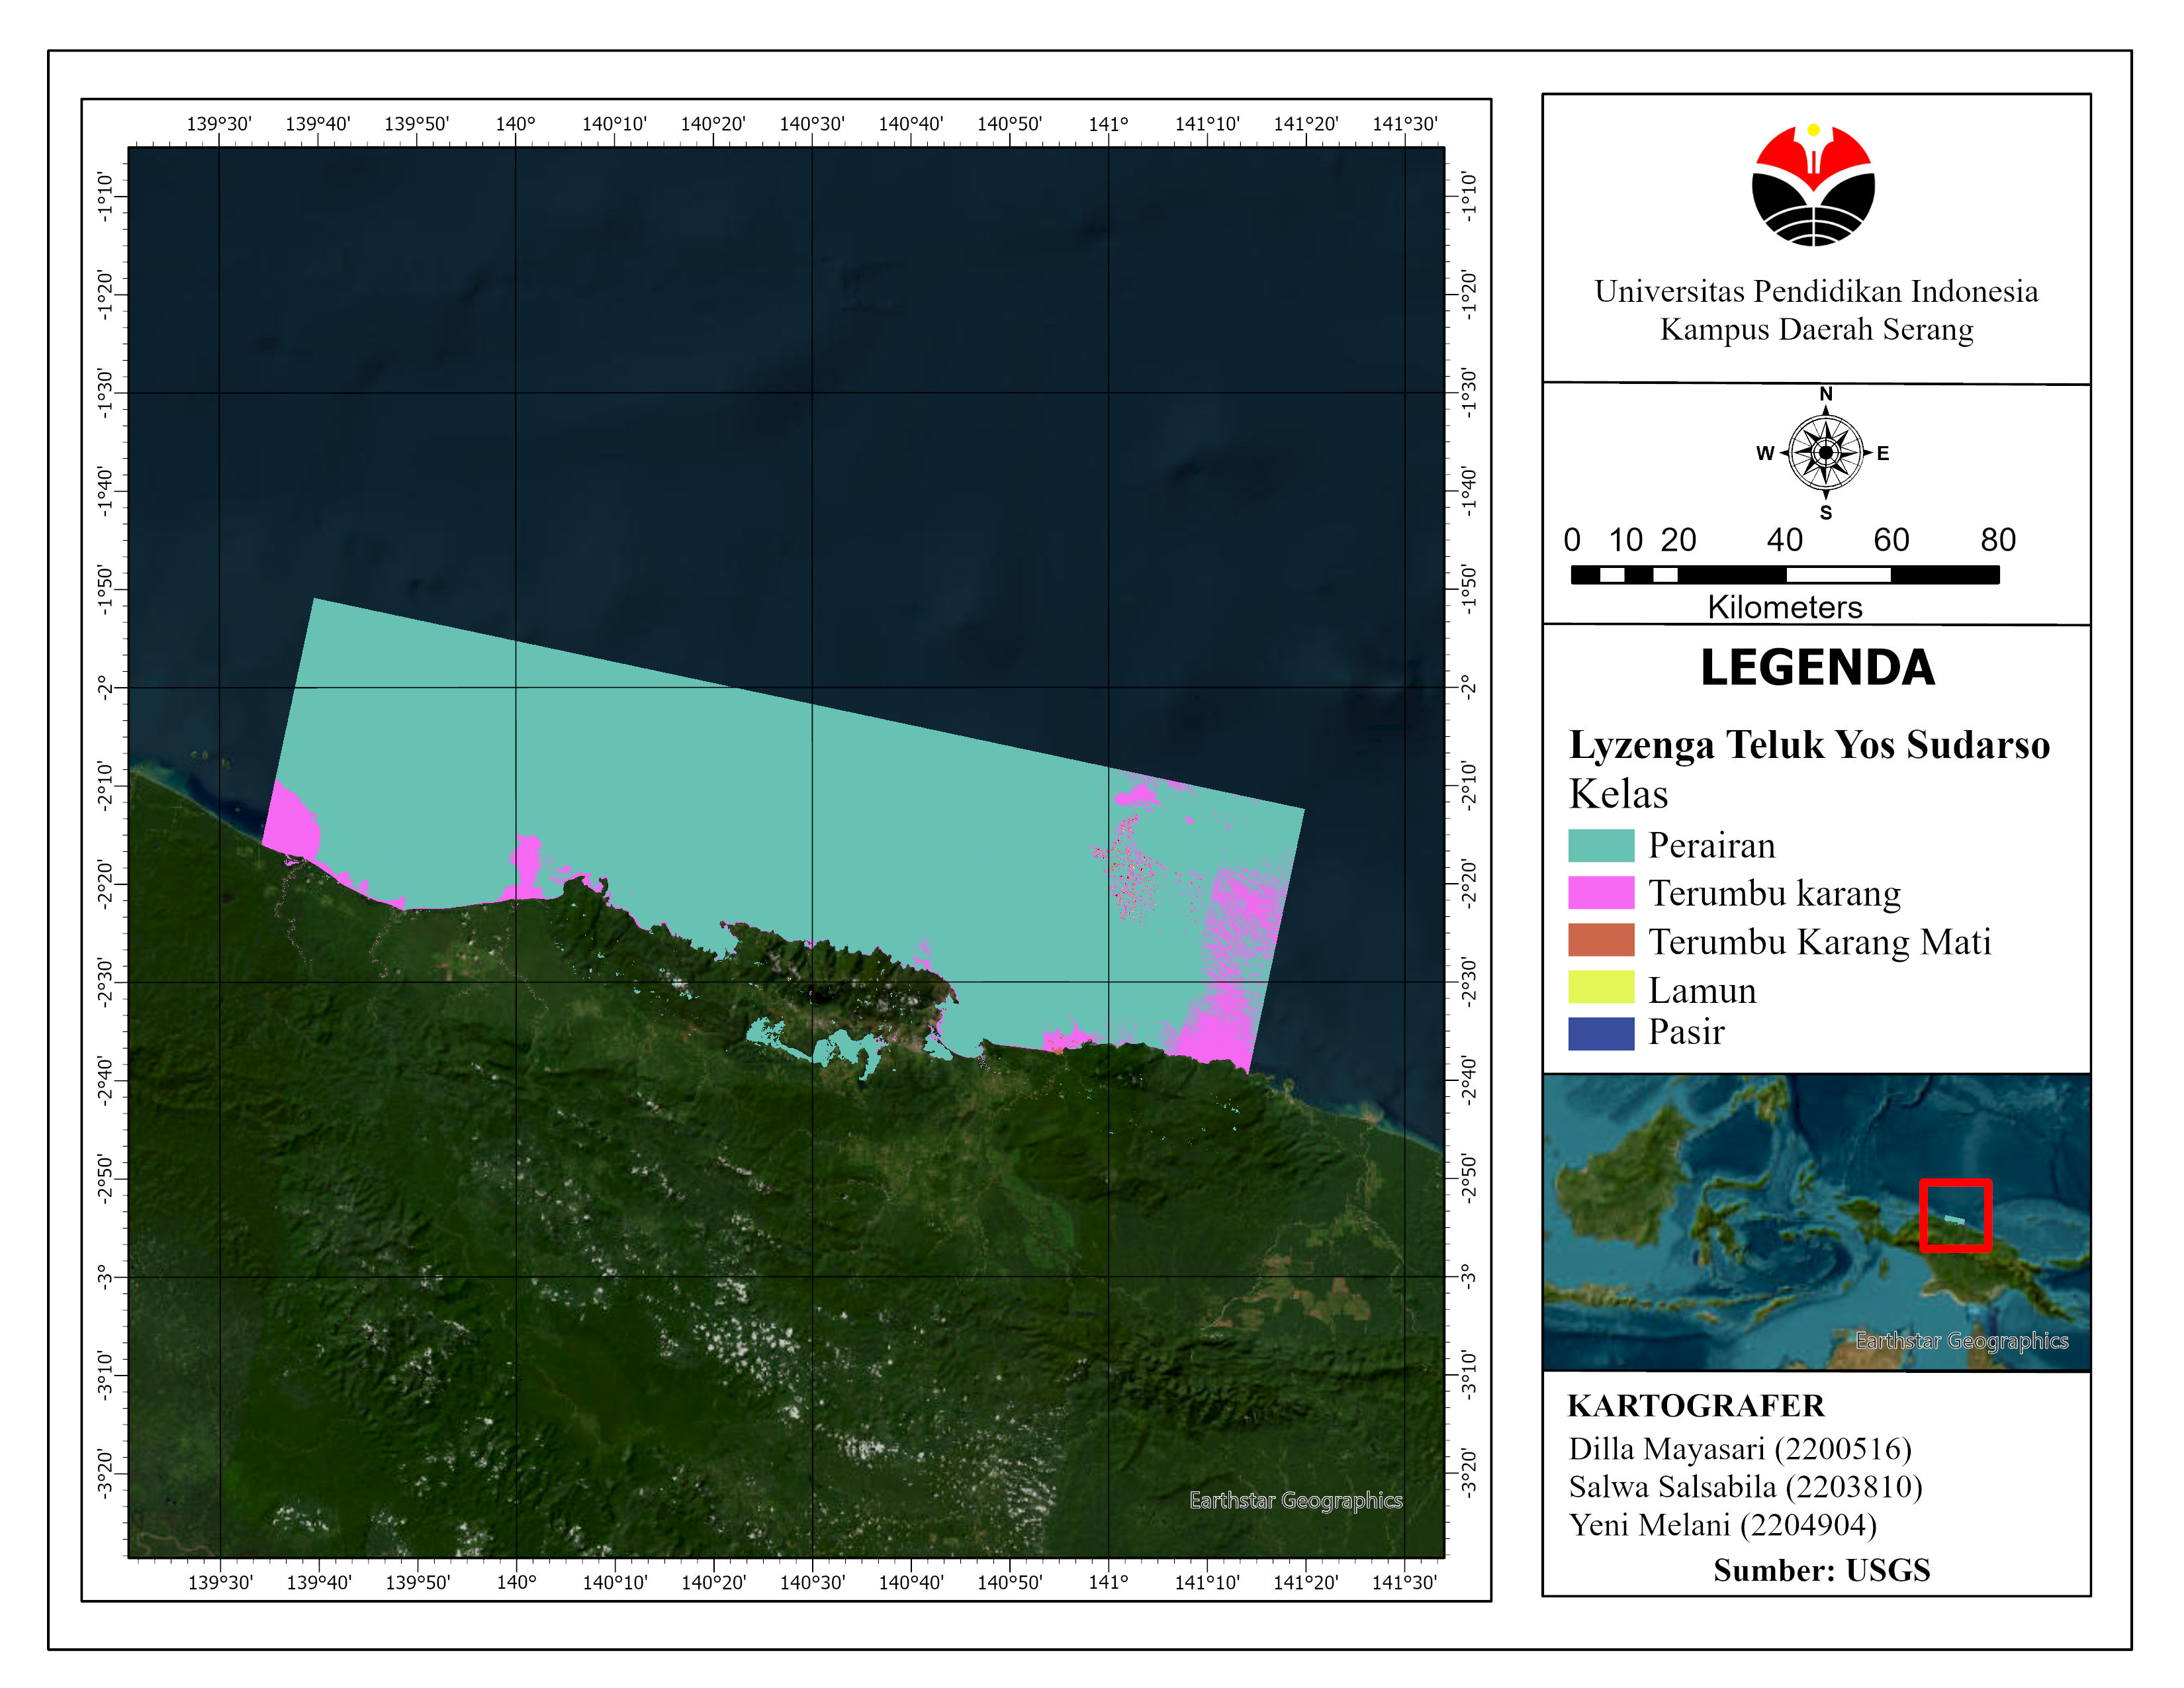 139°30' 139°40' 139°50' 140° 140°10' 140°20' 140°30' 140°40' 140°50' 141° 141°10' 141°20' 141°30'
-1°10' -1°10'
-1°20' -1°20'
-1°30' -1°30'
-1°40' -1°40'
-1°50' -1°50'
-2° -2°
-2°10' -2°10'
-2°20' -2°20'
-2°30' -2°30'
-2°40' -2°40'
-2°50' -2°50'
-3° -3°
-3°10' -3°10'
-3°20' -3°20'
Earthstar Geographics
139°30' 139°40' 139°50' 140° 140°10' 140°20' 140°30' 140°40' 140°50' 141° 141°10' 141°20' 141°30'
Universitas Pendidikan Indonesia
Kampus Daerah Serang
N
W E
S
0 10 20 40 60 80
Kilometers
LEGENDA
Lyzenga Teluk Yos Sudarso
Kelas
Perairan
Terumbu karang
Terumbu Karang Mati
Lamun
Pasir
Earthstar Geographics
KARTOGRAFER
Dilla Mayasari (2200516)
Salwa Salsabila (2203810)
Yeni Melani (2204904)
Sumber: USGS